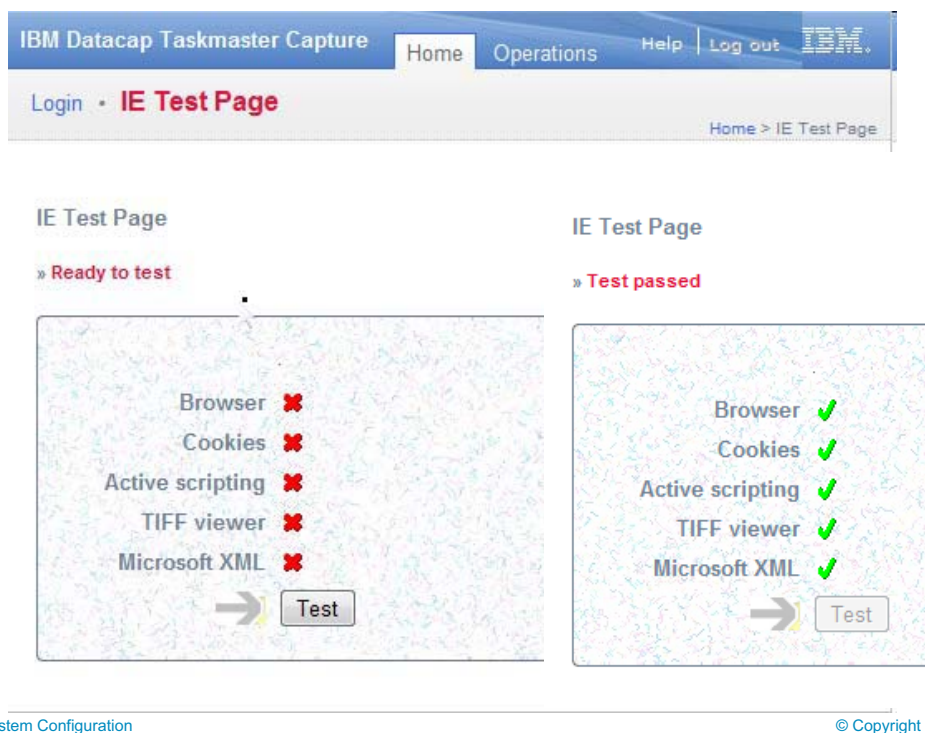 IBM Datacap Taskmaster Capture
Home
Operations
Help
Log out
IBM.
Login • IE Test Page
Home > IE Test Page
IE Test Page
» Ready to test
Browser
Cookies
Active scripting
TIFF viewer
Microsoft XML
Test
IE Test Page
» Test passed
Browser
Cookies
Active scripting
TIFF viewer
Microsoft XML
Test
stem Configuration
© Copyright